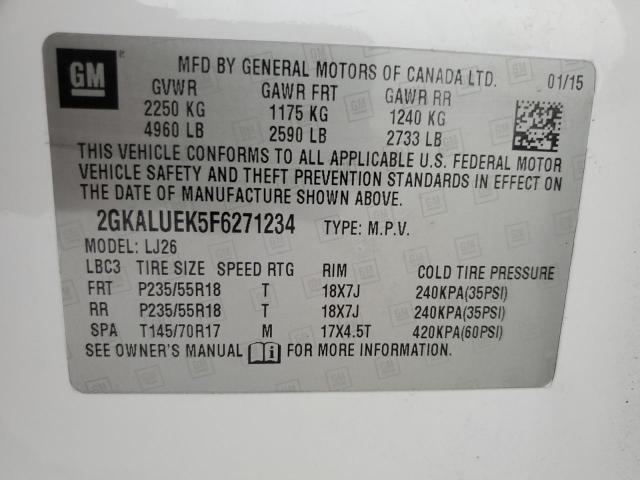 GM
MFD BY GENERAL MOTORS OF CANADA LTD. 01/15
GVWR GAWR FRT GAWR RR
2250 KG 1175 KG 1240 KG
4960 LB 2590 LB 2733 LB
THIS VEHICLE CONFORMS TO ALL APPLICABLE U.S. FEDERAL MOTOR
VEHICLE SAFETY AND THEFT PREVENTION STANDARDS IN EFFECT ON
THE DATE OF MANUFACTURE SHOWN ABOVE.
2GKALUEK5F6271234 TYPE: M.P.V.
MODEL: LJ26
LBC3 TIRE SIZE SPEED RTG RIM COLD TIRE PRESSURE
FRT P235/55R18 T 18X7J 240KPA(35PSI)
RR P235/55R18 T 18X7J 240KPA(35PSI)
SPA T145/70R17 M 17X4.5T 420KPA(60PSI)
SEE OWNER'S MANUAL FOR MORE INFORMATION.